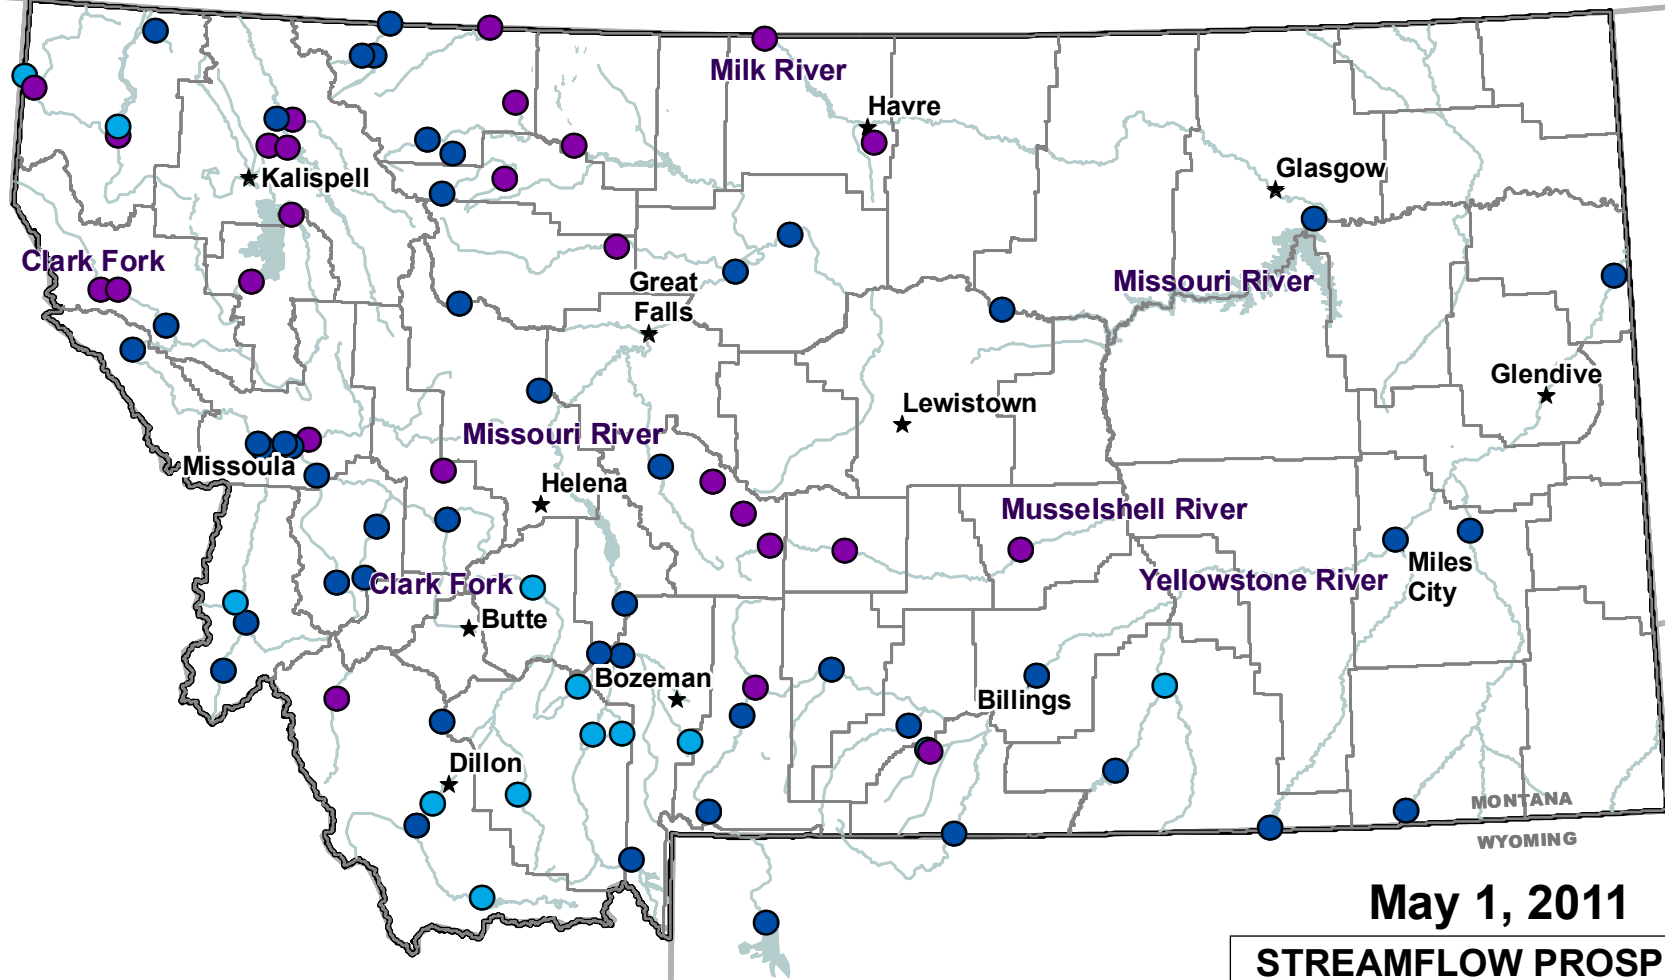 Milk River
Havre
Glasgow
Kalispell
Clark Fork
Great
Falls
Missouri River
Glendive
Lewistown
Missouri River
Missoula
Helena
Musselshell River
Clark Fork
Yellowstone River
Miles
City
Butte
Bozeman
Billings
Dillon
MONTANA
WYOMING
May 1, 2011
STREAMFLOW PROSP